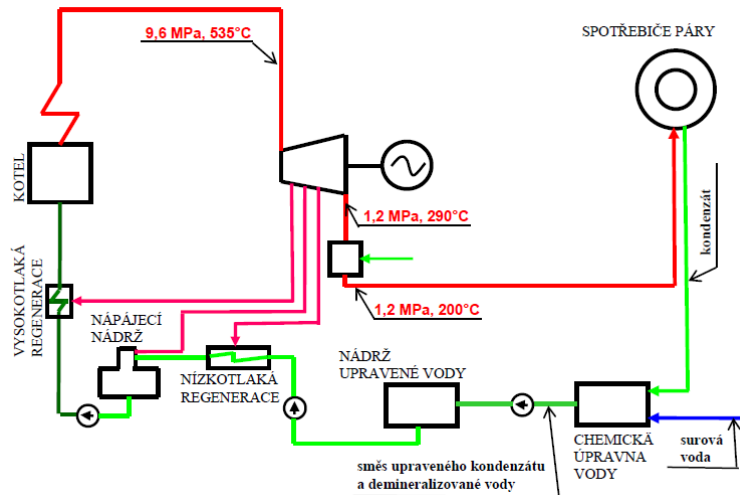 9,6 MPa, 535°C
SPOTŘEBIČE PÁRY
KOTEL
1,2 MPa, 290°C
kondenzát
VYSOKOTLAKÁ
REGENERACE
1,2 MPa, 200°C
NÁPÁJECÍ
NÁDRŽ
NÍZKOTLAKÁ
REGENERACE
NÁDRŽ
UPRAVENÉ VODY
CHEMICKÁ
ÚPRAVNA
VODY
surová
voda
směs upraveného kondenzátu
a demineralizované vody